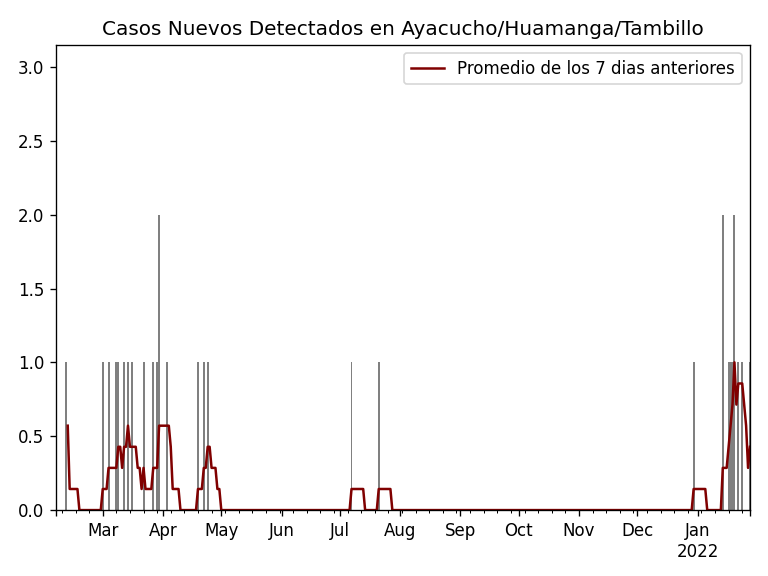 Casos Nuevos Detectados en Ayacucho/Huamanga/Tambillo
Promedio de los 7 dias anteriores
3.0
2.5
2.0
1.5
1.0
0.5
0.0
Mar Apr May Jun Jul Aug Sep Oct Nov Dec Jan
2022